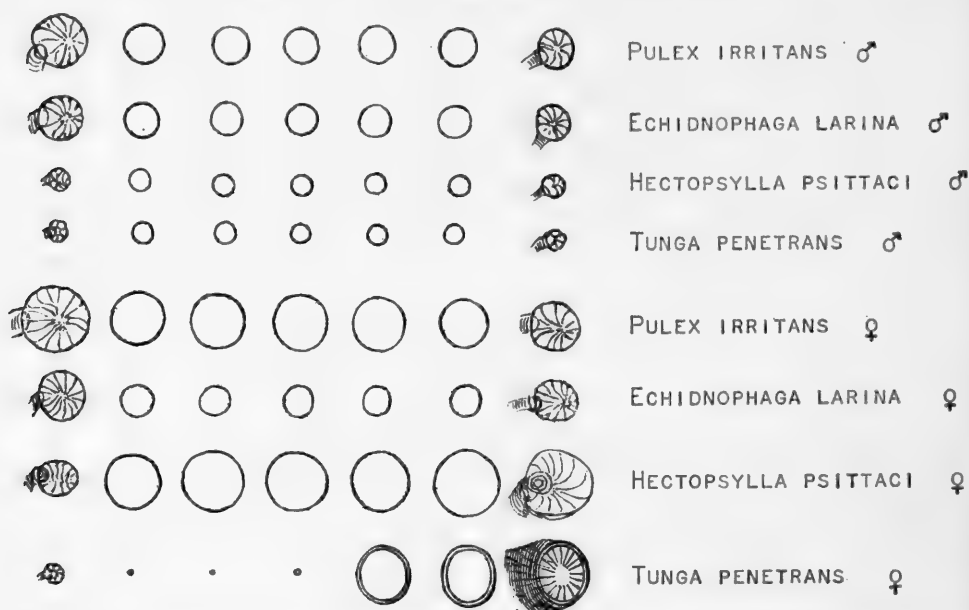 PULEX IRRITANS ♂
ECHIDNOPHAGA LARINA ♂
HECTOPSYLLA PSITTACI ♂
TUNGA PENETRANS ♂
PULEX IRRITANS ♀
ECHIDNOPHAGA LARINA ♀
HECTOPSYLLA PSITTACI ♀
TUNGA PENETRANS ♀